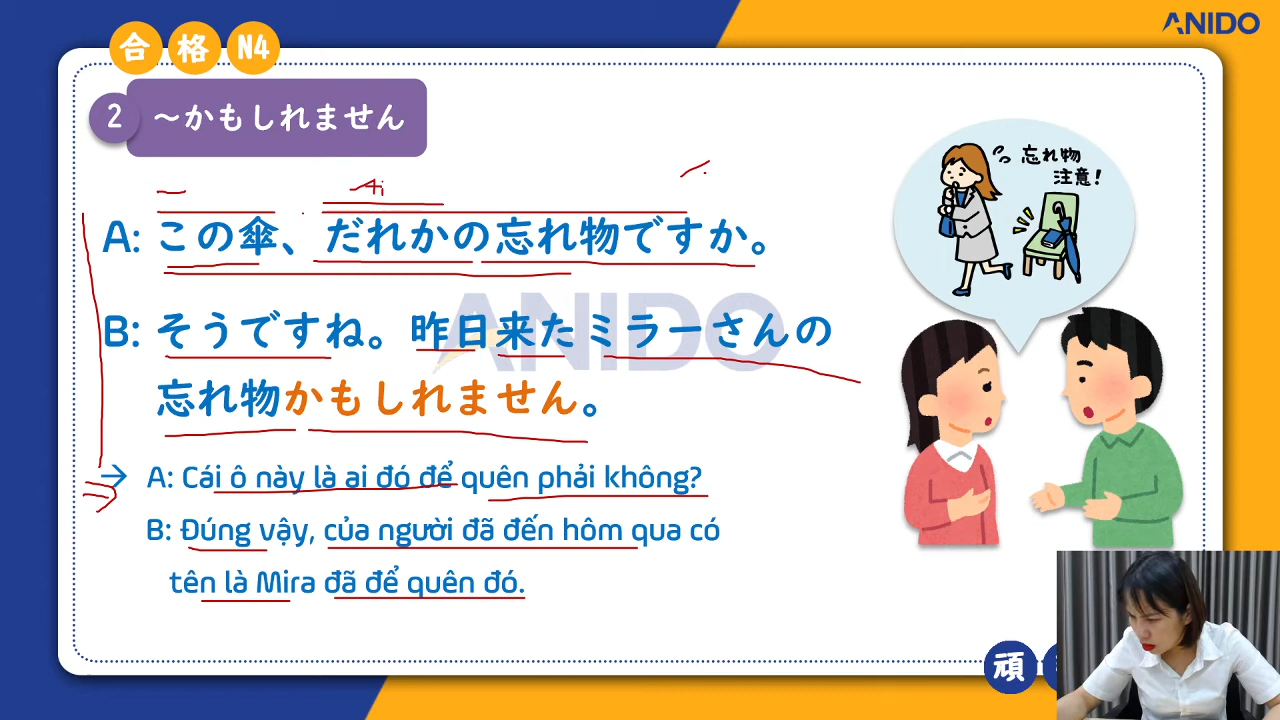 ANIDO
合 格 N4
2 ～かもしれません
忘れ物
注意!
A: この傘、だれかの忘れ物ですか。
B: そうですね。昨日来たミラーさんの
忘れ物かもしれません。
ANIDO
→ A: Cái ô này là ai đó để quên phải không?
B: Đúng vậy, của người đã đến hôm qua có
tên là Mira đã để quên đó.
頑